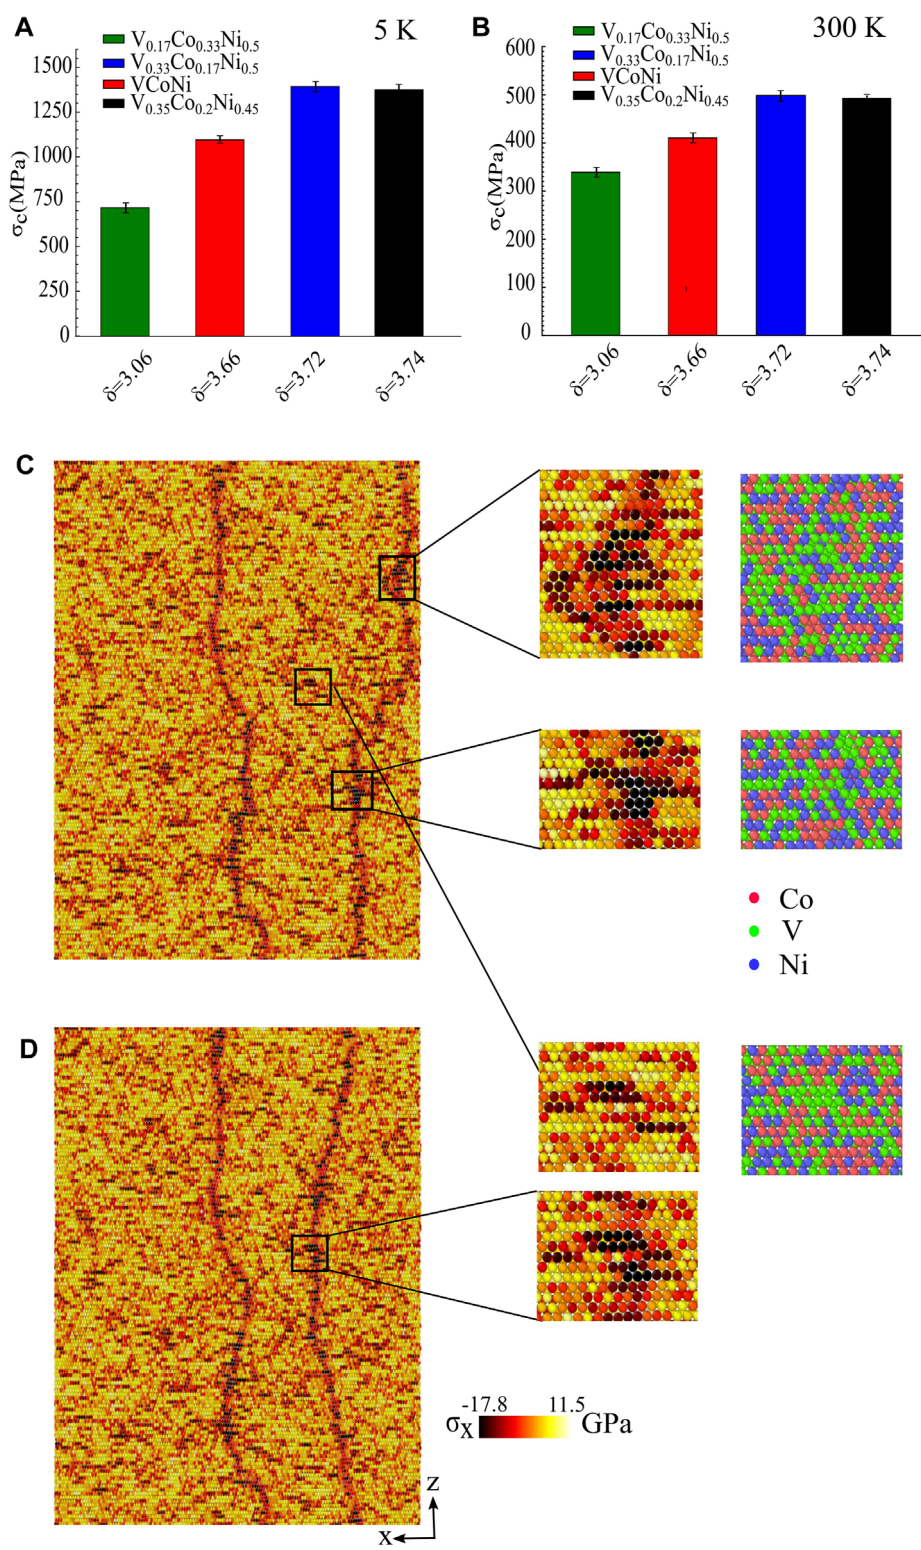 A
5 K
V0.17Co0.33Ni0.5
V0.33Co0.17Ni0.5
VCoNi
V0.35Co0.2Ni0.45
σc(MPa)
1500
1250
1000
750
500
250
0
δ=3.06
δ=3.66
δ=3.72
δ=3.74
B
300 K
V0.17Co0.33Ni0.5
V0.33Co0.17Ni0.5
VCoNi
V0.35Co0.2Ni0.45
σc(MPa)
600
500
400
300
200
100
0
δ=3.06
δ=3.66
δ=3.72
δ=3.74
C
Co
V
Ni
D
-17.8 11.5
σx GPa
z
x